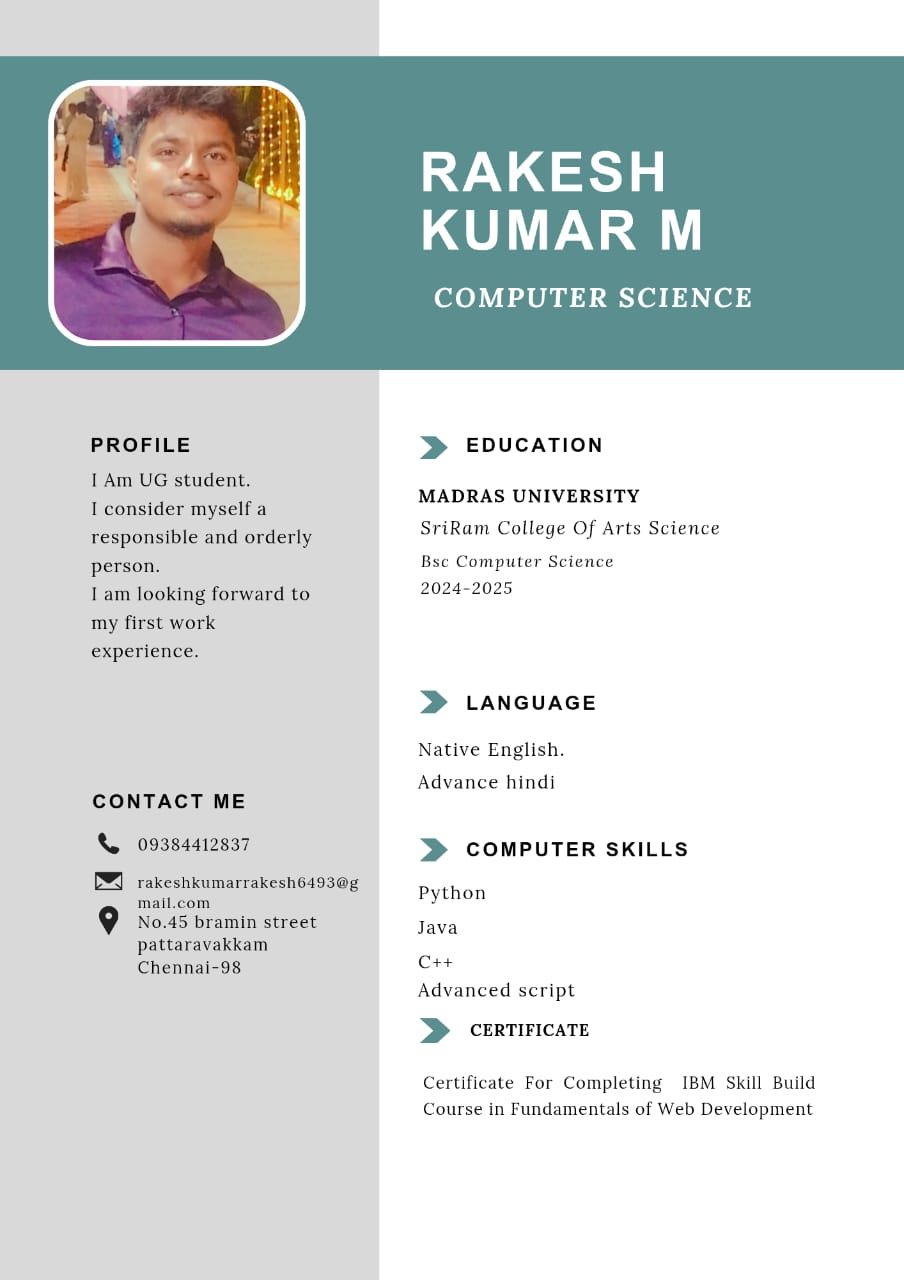 RAKESH
KUMAR M
COMPUTER SCIENCE
PROFILE
I Am UG student.
I consider myself a
responsible and orderly
person.
I am looking forward to
my first work
experience.
CONTACT ME
09384412837
rakeshkumarrakesh6493@g
mail.com
No.45 bramin street
pattaravakkam
Chennai-98
EDUCATION
MADRAS UNIVERSITY
SriRam College Of Arts Science
Bsc Computer Science
2024-2025
LANGUAGE
Native English.
Advance hindi
COMPUTER SKILLS
Python
Java
C++
Advanced script
CERTIFICATE
Certificate For Completing IBM Skill Build
Course in Fundamentals of Web Development